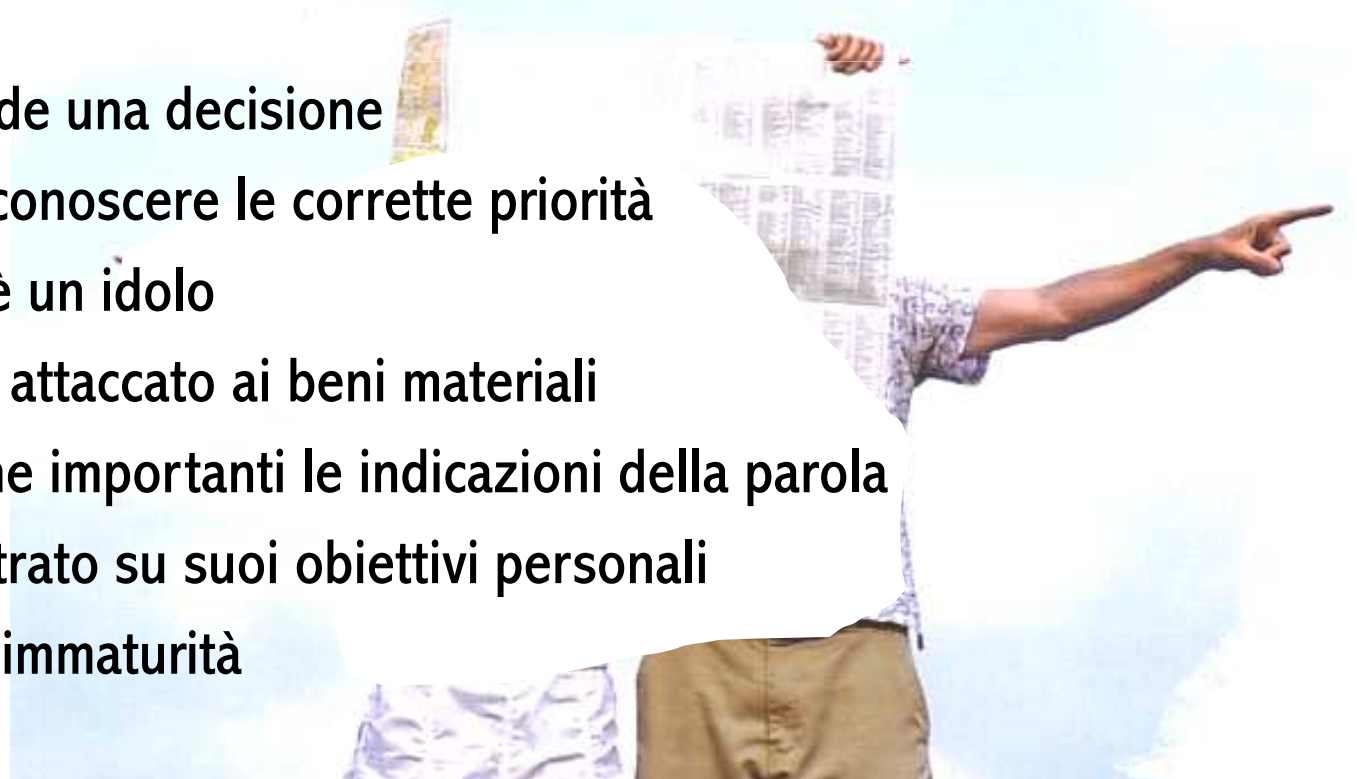 de una decisione
conoscere le corrette priorità
è un idolo
attaccato ai beni materiali
ne importanti le indicazioni della parola
trato su suoi obiettivi personali
immaturità